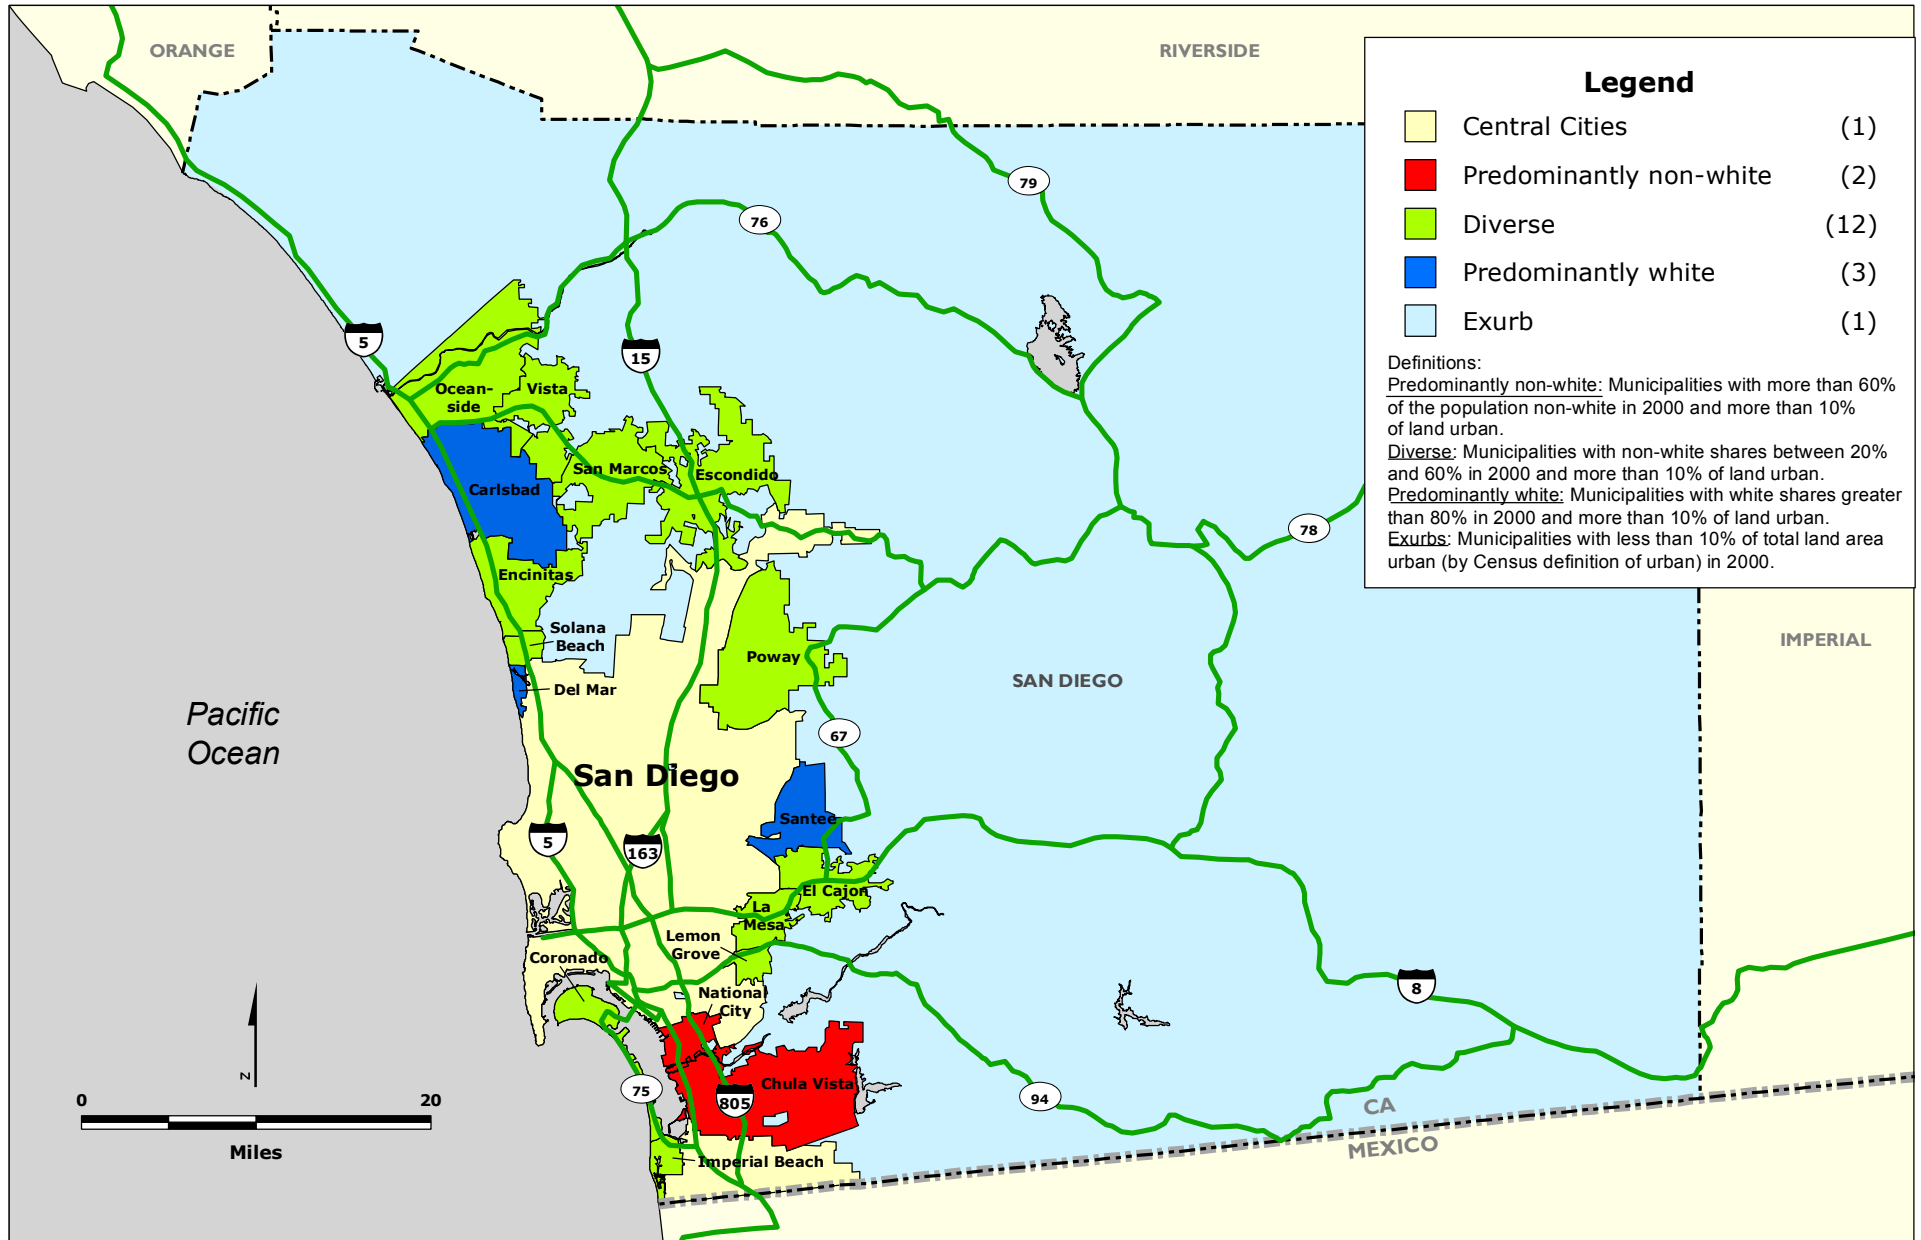 ORANGE
RIVERSIDE
Legend
Central Cities (1)
Predominantly non-white (2)
Diverse (12)
Predominantly white (3)
Exurb (1)
Definitions:
Predominantly non-white: Municipalities with more than 60%
of the population non-white in 2000 and more than 10%
of land urban.
Diverse: Municipalities with non-white shares between 20%
and 60% in 2000 and more than 10% of land urban.
Predominantly white: Municipalities with white shares greater
than 80% in 2000 and more than 10% of land urban.
Exurbs: Municipalities with less than 10% of total land area
urban (by Census definition of urban) in 2000.
79
76
5
15
Ocean-
side
Vista
San Marcos
Escondido
Carlsbad
78
Encinitas
Solana
Beach
Poway
IMPERIAL
SAN DIEGO
Del Mar
Pacific
Ocean
67
San Diego
Santee
5
163
El Cajon
La
Mesa
Lemon
Grove
Coronado
National
City
8
z
Chula Vista
75
805
94
0 20
Miles
CA
MEXICO
Imperial Beach